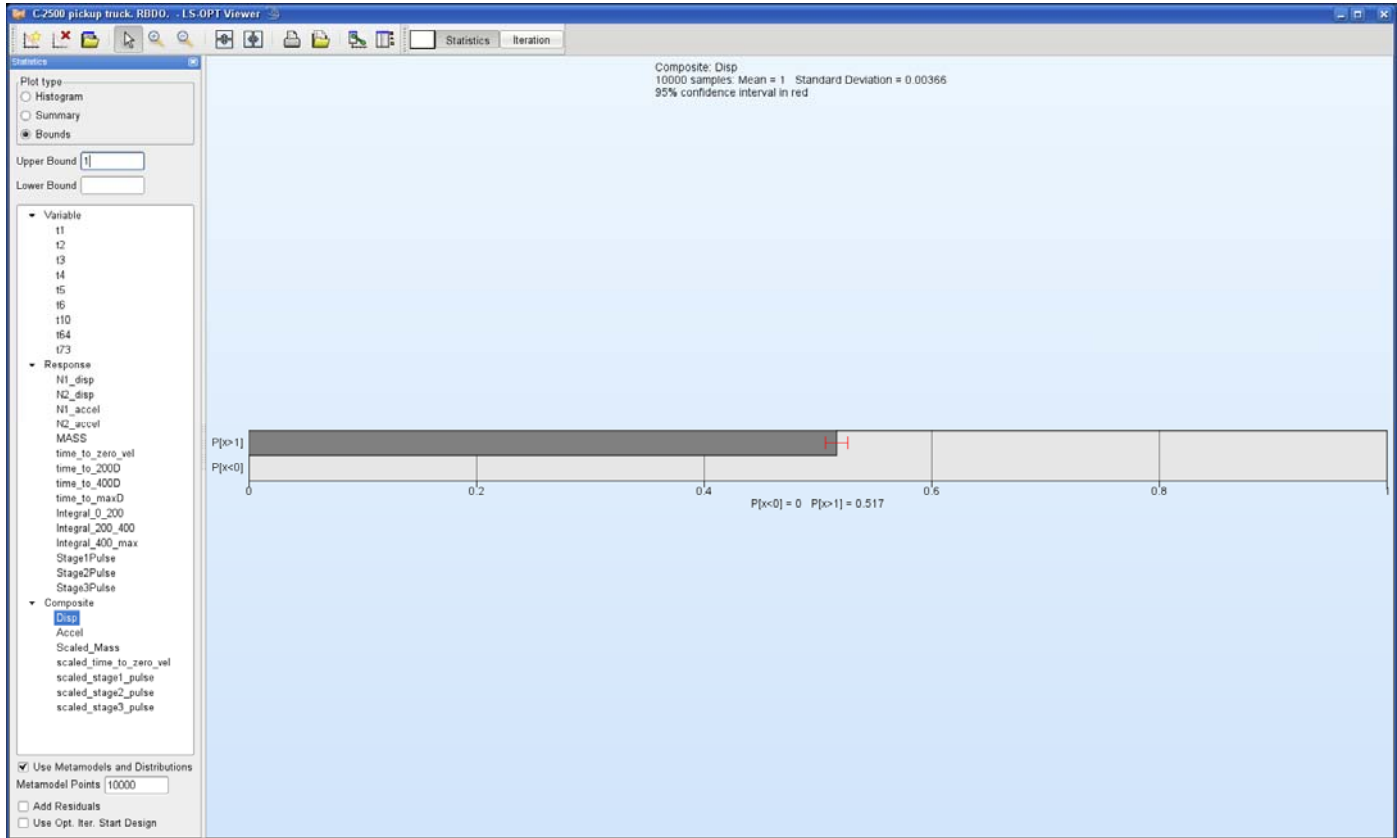 C2500 pickup truck. RBDO. - LS-OPT Viewer
Statistics Iteration
Statistics
Plot type
Histogram
Summary
Bounds
Upper Bound 1
Lower Bound
Variable
t1
t2
t3
t4
t5
t6
t10
t64
t73
Response
N1_disp
N2_disp
N1_accel
N2_accel
MASS
time_to_zero_vel
time_to_200D
time_to_400D
time_to_maxD
Integral_0_200
Integral_200_400
Integral_400_max
Stage1Pulse
Stage2Pulse
Stage3Pulse
Composite
Disp
Accel
Scaled_Mass
scaled_time_to_zero_vel
scaled_stage1_pulse
scaled_stage2_pulse
scaled_stage3_pulse
Use Metamodels and Distributions
Metamodel Points 10000
Add Residuals
Use Opt. Iter. Start Design
Composite: Disp
10000 samples: Mean = 1 Standard Deviation = 0.00366
95% confidence interval in red
P[x>1]
P[x<0]
0 0.2 0.4 0.6 0.8 1
P[x<0] = 0 P[x>1] = 0.517